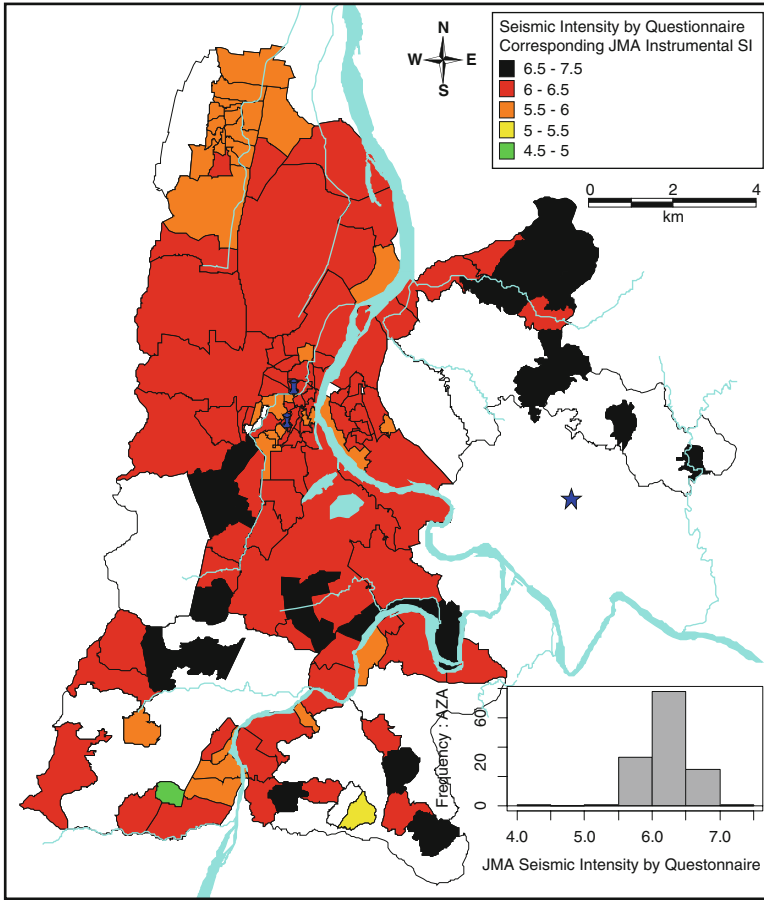 Seismic Intensity by Questionnaire
Corresponding JMA Instrumental SI
6.5 - 7.5
6 - 6.5
5.5 - 6
5 - 5.5
4.5 - 5
N
W E
S
0 2 4
km
Frequency : AZA
60
20
0
4.0 5.0 6.0 7.0
JMA Seismic Intensity by Questonnaire